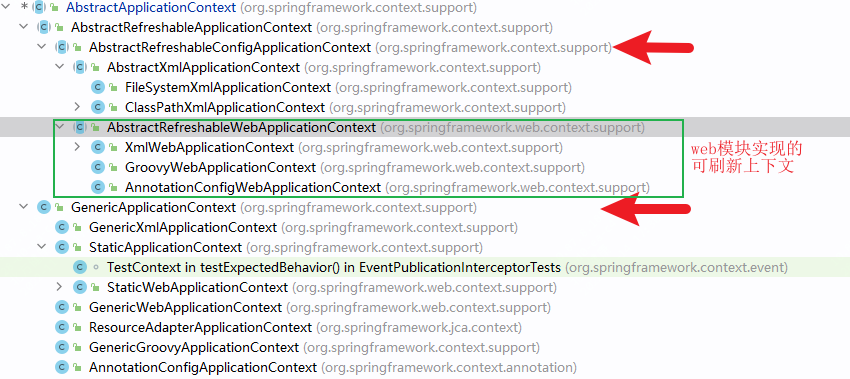 AbstractApplicationContext (org.springframework.context.support)
AbstractRefreshableApplicationContext (org.springframework.context.support)
AbstractRefreshableConfigApplicationContext (org.springframework.context.support)
AbstractXmlApplicationContext (org.springframework.context.support)
FileSystemXmlApplicationContext (org.springframework.context.support)
ClassPathXmlApplicationContext (org.springframework.context.support)
AbstractRefreshableWebApplicationContext (org.springframework.web.context.support)
XmlWebApplicationContext (org.springframework.web.context.support)
GroovyWebApplicationContext (org.springframework.web.context.support)
AnnotationConfigWebApplicationContext (org.springframework.web.context.support)
web模块实现的
可刷新上下文
GenericApplicationContext (org.springframework.context.support)
GenericXmlApplicationContext (org.springframework.context.support)
StaticApplicationContext (org.springframework.context.support)
TestContext in testExpectedBehavior() in EventPublicationInterceptorTests (org.springframework.context.event)
StaticWebApplicationContext (org.springframework.web.context.support)
GenericWebApplicationContext (org.springframework.web.context.support)
ResourceAdapterApplicationContext (org.springframework.jca.context)
GenericGroovyApplicationContext (org.springframework.context.support)
AnnotationConfigApplicationContext (org.springframework.context.annotation)